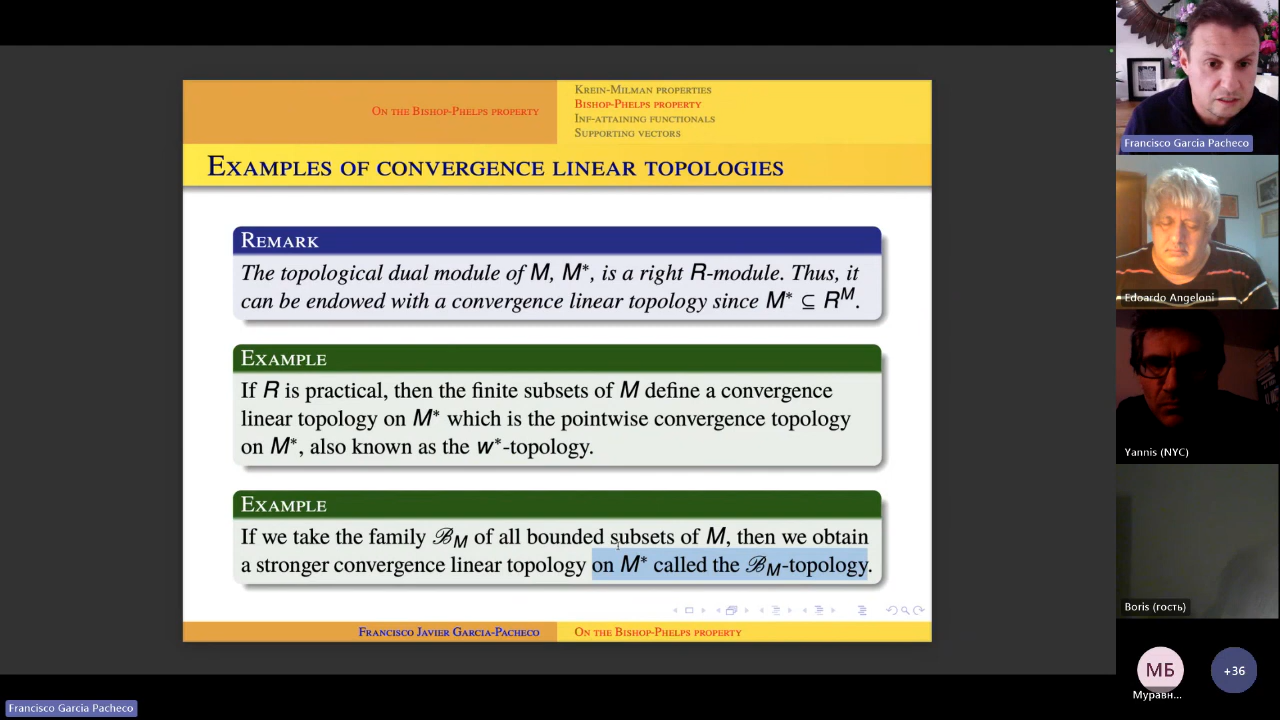 On the Bishop-Phelps property
Krein-Milman properties
Bishop-Phelps property
Inf-attaining functionals
Supporting vectors
Examples of convergence linear topologies
Remark
The topological dual module of M, M*, is a right R-module. Thus, it
can be endowed with a convergence linear topology since M* ⊆ R^M.
Example
If R is practical, then the finite subsets of M define a convergence
linear topology on M* which is the pointwise convergence topology
on M*, also known as the w*-topology.
Example
If we take the family ℬ_M of all bounded subsets of M, then we obtain
a stronger convergence linear topology on M* called the ℬ_M-topology.
Francisco Javier Garcia-Pacheco
On the Bishop-Phelps property
Francisco Garcia Pacheco
Edoardo Angeloni
Yannis (NYC)
Boris (гость)
МБ
Муравн...
+36
Francisco Garcia Pacheco